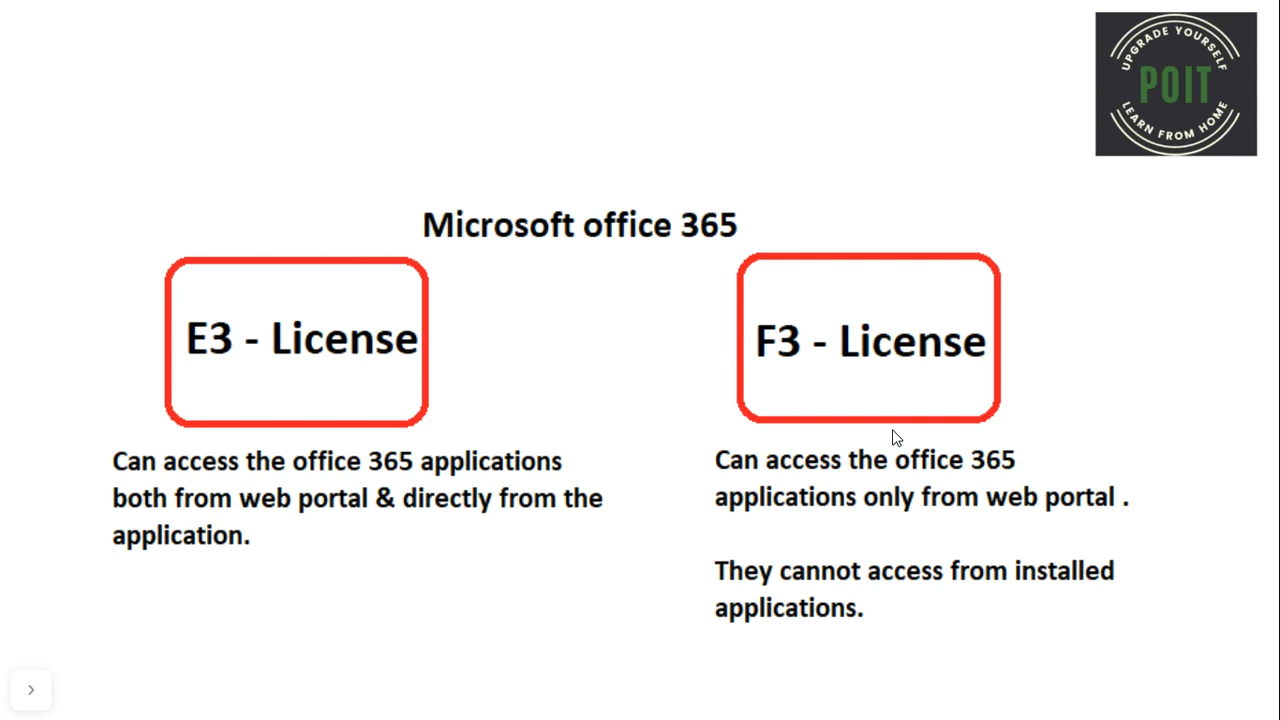 UPGRADE YOURSELF
POIT
LEARN FROM HOME
Microsoft office 365
E3 - License
F3 - License
Can access the office 365 applications
both from web portal & directly from the
application.
Can access the office 365
applications only from web portal .
They cannot access from installed
applications.